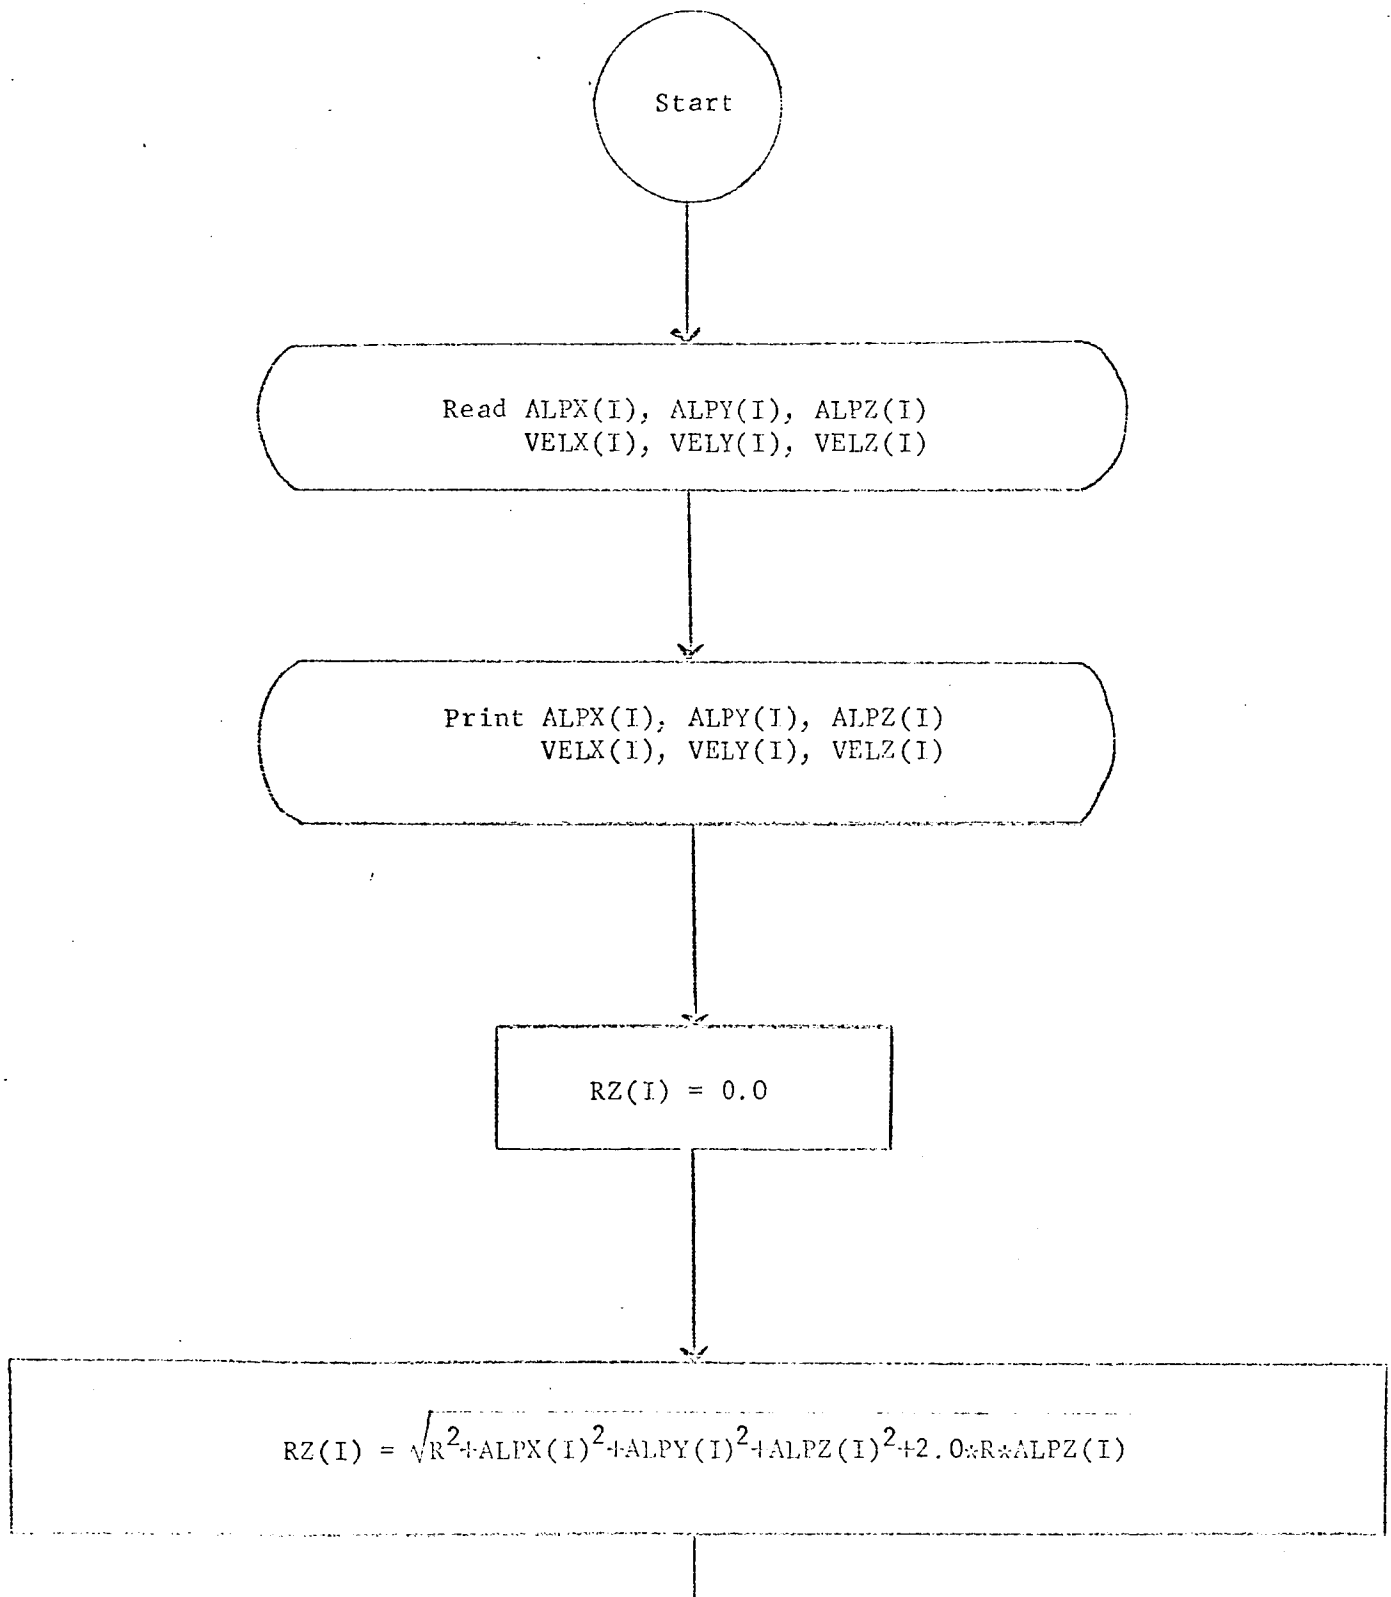 Start
Read ALPX(I), ALPY(I), ALPZ(I)
VELX(I), VELY(I), VELZ(I)
Print ALPX(I), ALPY(I), ALPZ(I)
VELX(I), VELY(I), VELZ(I)
RZ(I) = 0.0
RZ(I) = √R²+ALPX(I)²+ALPY(I)²+ALPZ(I)²+2.0*R*ALPZ(I)